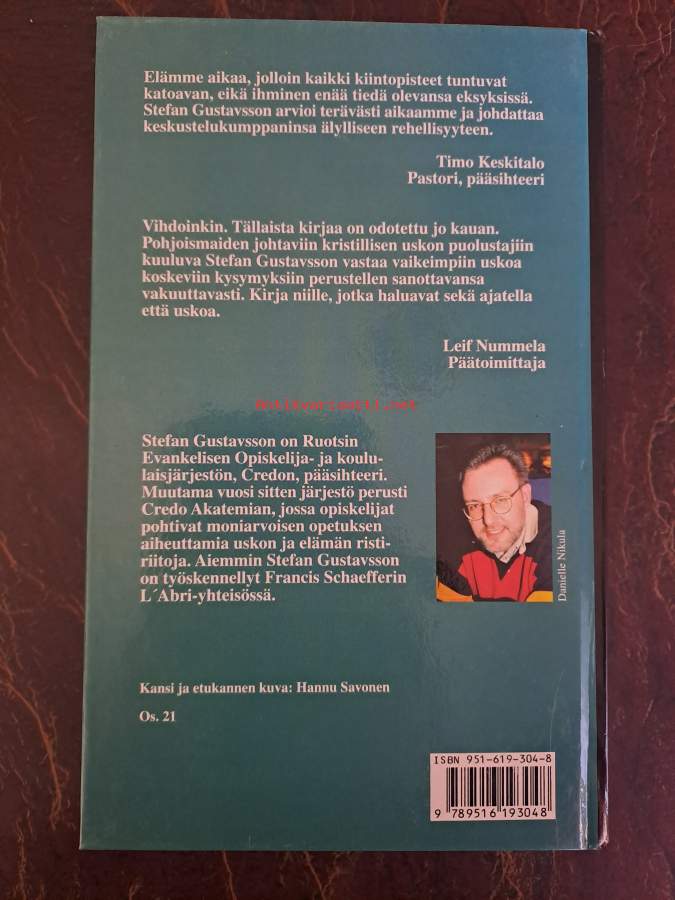 Elämme aikaa, jolloin kaikki kiintopisteet tuntuvat
katoavan, eikä ihminen enää tiedä olevansa eksyksissä.
Stefan Gustavsson arvioi terävästi aikaamme ja johdattaa
keskustelukumppaninsa älylliseen rehellisyyteen.
Timo Keskitalo
Pastori, pääsihteeri
Vihdoinkin. Tällaista kirjaa on odotettu jo kauan.
Pohjoismaiden johtaviin kristillisen uskon puolustajiin
kuuluva Stefan Gustavsson vastaa vaikeimpiin uskoa
koskeviin kysymyksiin perustellen sanottavansa
vakuuttavasti. Kirja niille, jotka haluavat sekä ajatella
että uskoa.
Leif Nummela
Päätoimittaja
Antikvariaatti.net
Stefan Gustavsson on Ruotsin
Evankelisen Opiskelija- ja koulu-
laisjärjestön, Credon, pääsihteeri.
Muutama vuosi sitten järjestö perusti
Credo Akatemian, jossa opiskelijat
pohtivat moniarvoisen opetuksen
aiheuttamia uskon ja elämän risti-
riitoja. Aiemmin Stefan Gustavsson
on työskennellyt Francis Schaefferin
L´Abri-yhteisössä.
Danielle Nikula
Kansi ja etukannen kuva: Hannu Savonen
Os. 21
ISBN 951-619-304-8
9 789516 193048